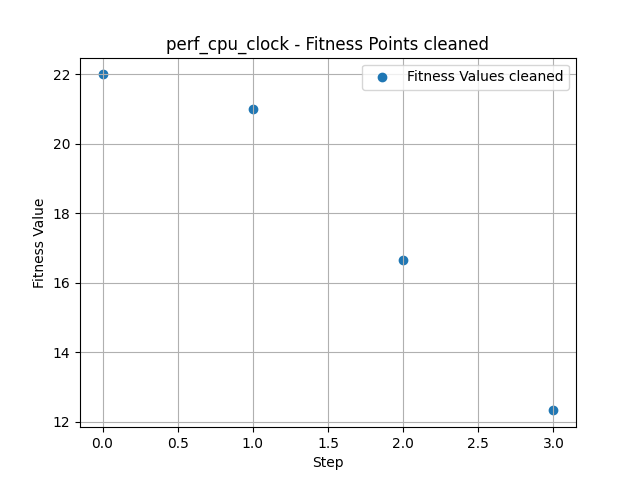 perf_cpu_clock - Fitness Points cleaned
Fitness Values cleaned
Fitness Value
22
20
18
16
14
12
0.0 0.5 1.0 1.5 2.0 2.5 3.0
Step